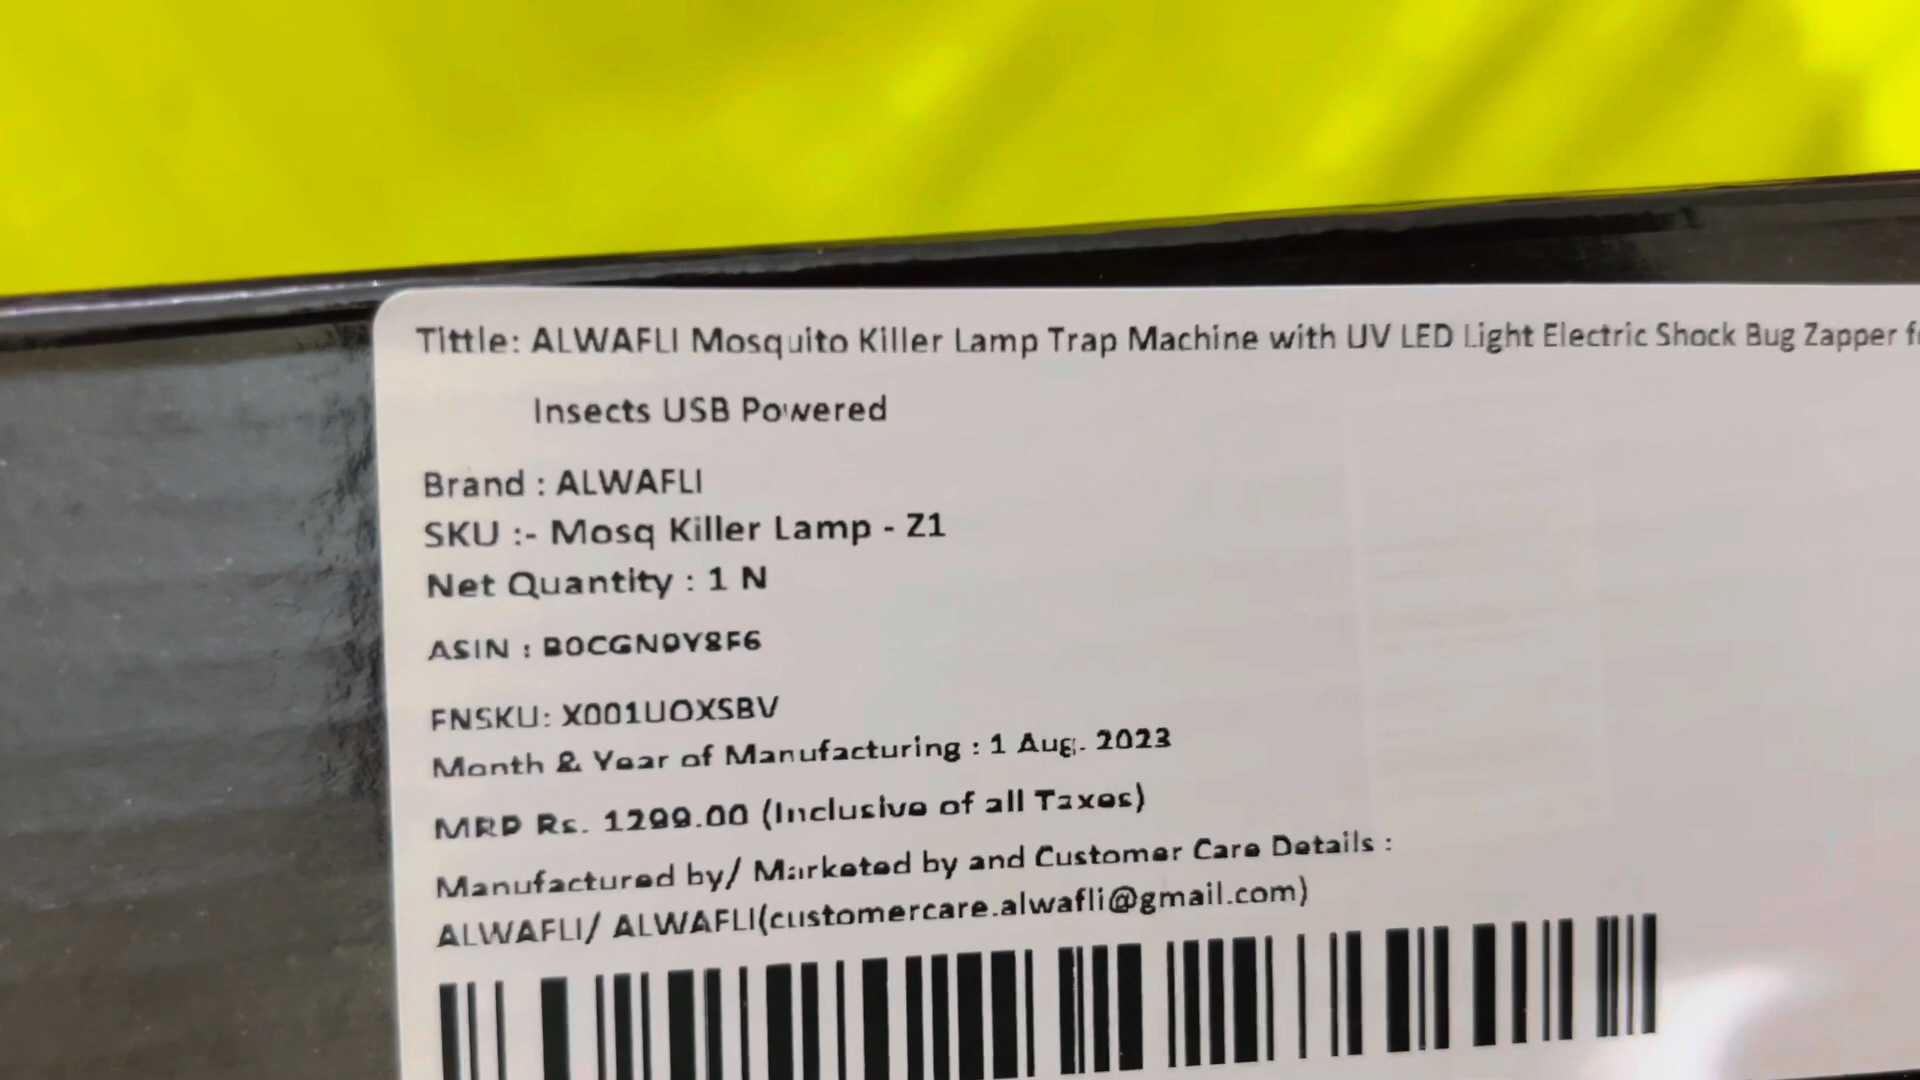 Tittle: ALWAFLI Mosquito Killer Lamp Trap Machine with UV LED Light Electric Shock Bug Zapper
Insects USB Powered
Brand : ALWAFLI
SKU :- Mosq Killer Lamp - Z1
Net Quantity : 1 N
ASIN : B0CGN9Y8F6
FNSKU: X001UOXSBV
Month & Year of Manufacturing : 1 Aug. 2023
MRP Rs. 1299.00 (Inclusive of all Taxes)
Manufactured by/ Marketed by and Customer Care Details :
ALWAFLI/ ALWAFLI(customercare.alwafli@gmail.com)